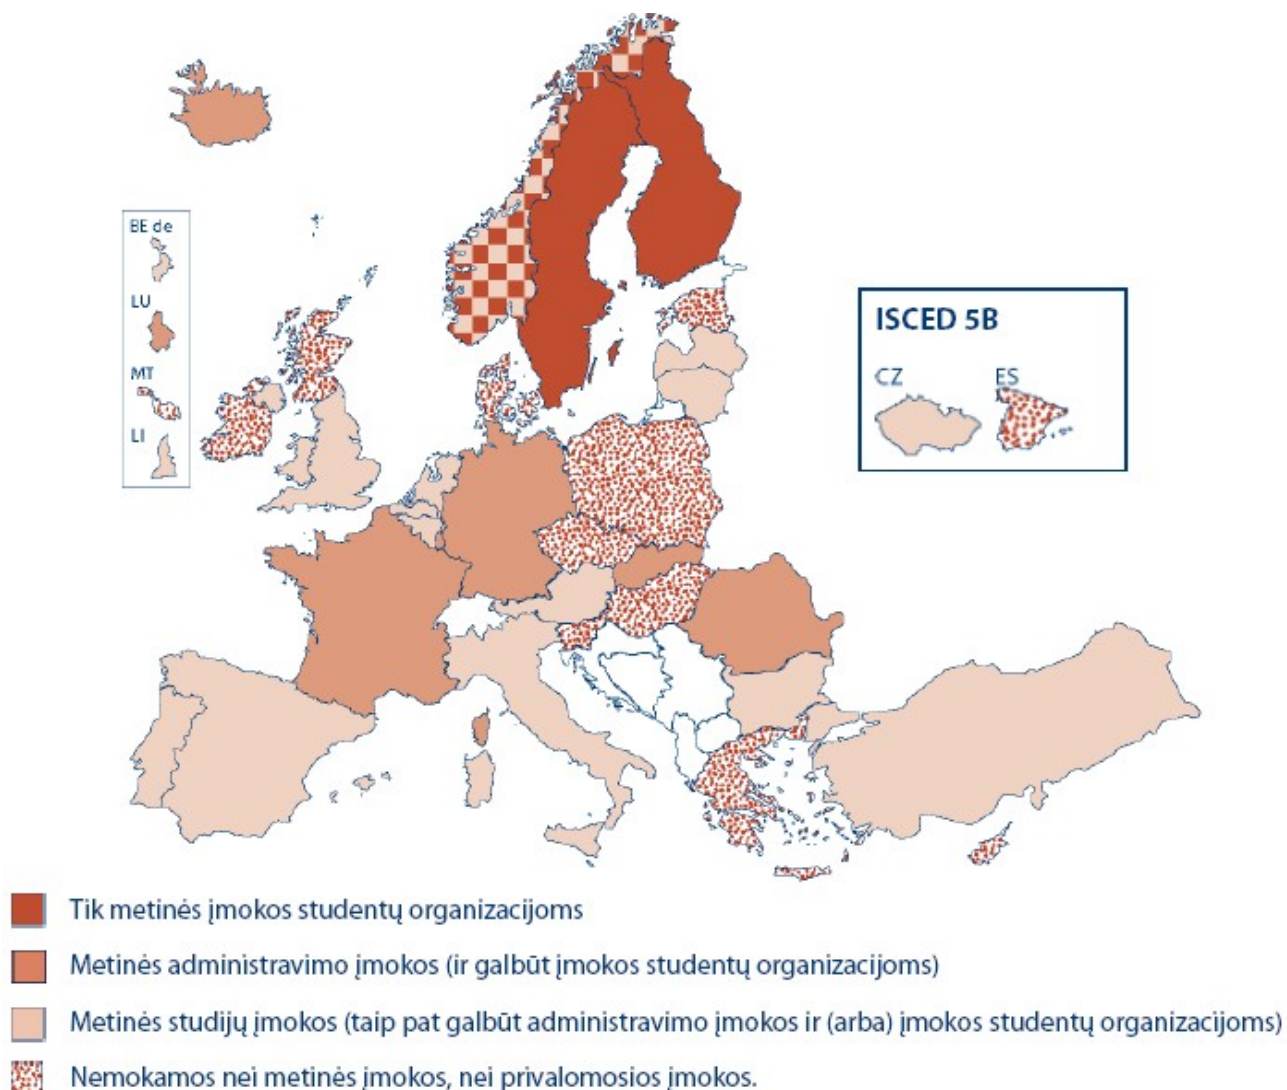 BE de
LU
MT
LI
ISCED 5B
CZ ES
Tik metinės įmokos studentų organizacijoms
Metinės administravimo įmokos (ir galbūt įmokos studentų organizacijoms)
Metinės studijų įmokos (taip pat galbūt administravimo įmokos ir (arba) įmokos studentų organizacijoms)
Nemokamos nei metinės įmokos, nei privalomosios įmokos.